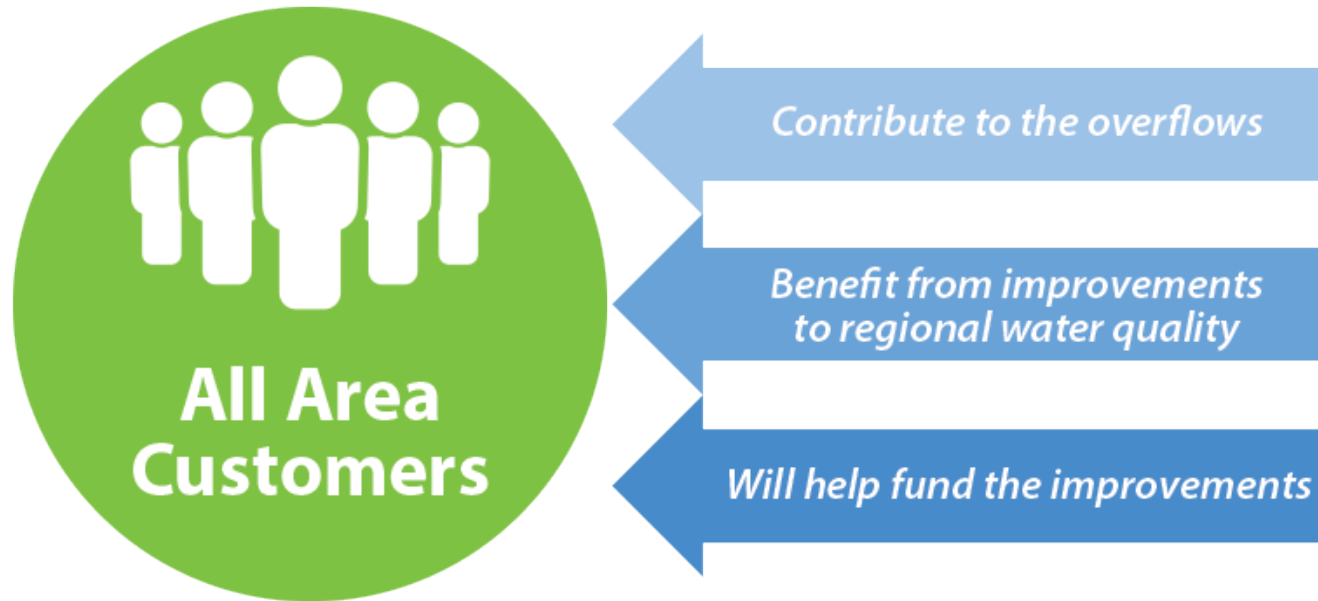 All Area
Customers
Contribute to the overflows
Benefit from improvements
to regional water quality
Will help fund the improvements